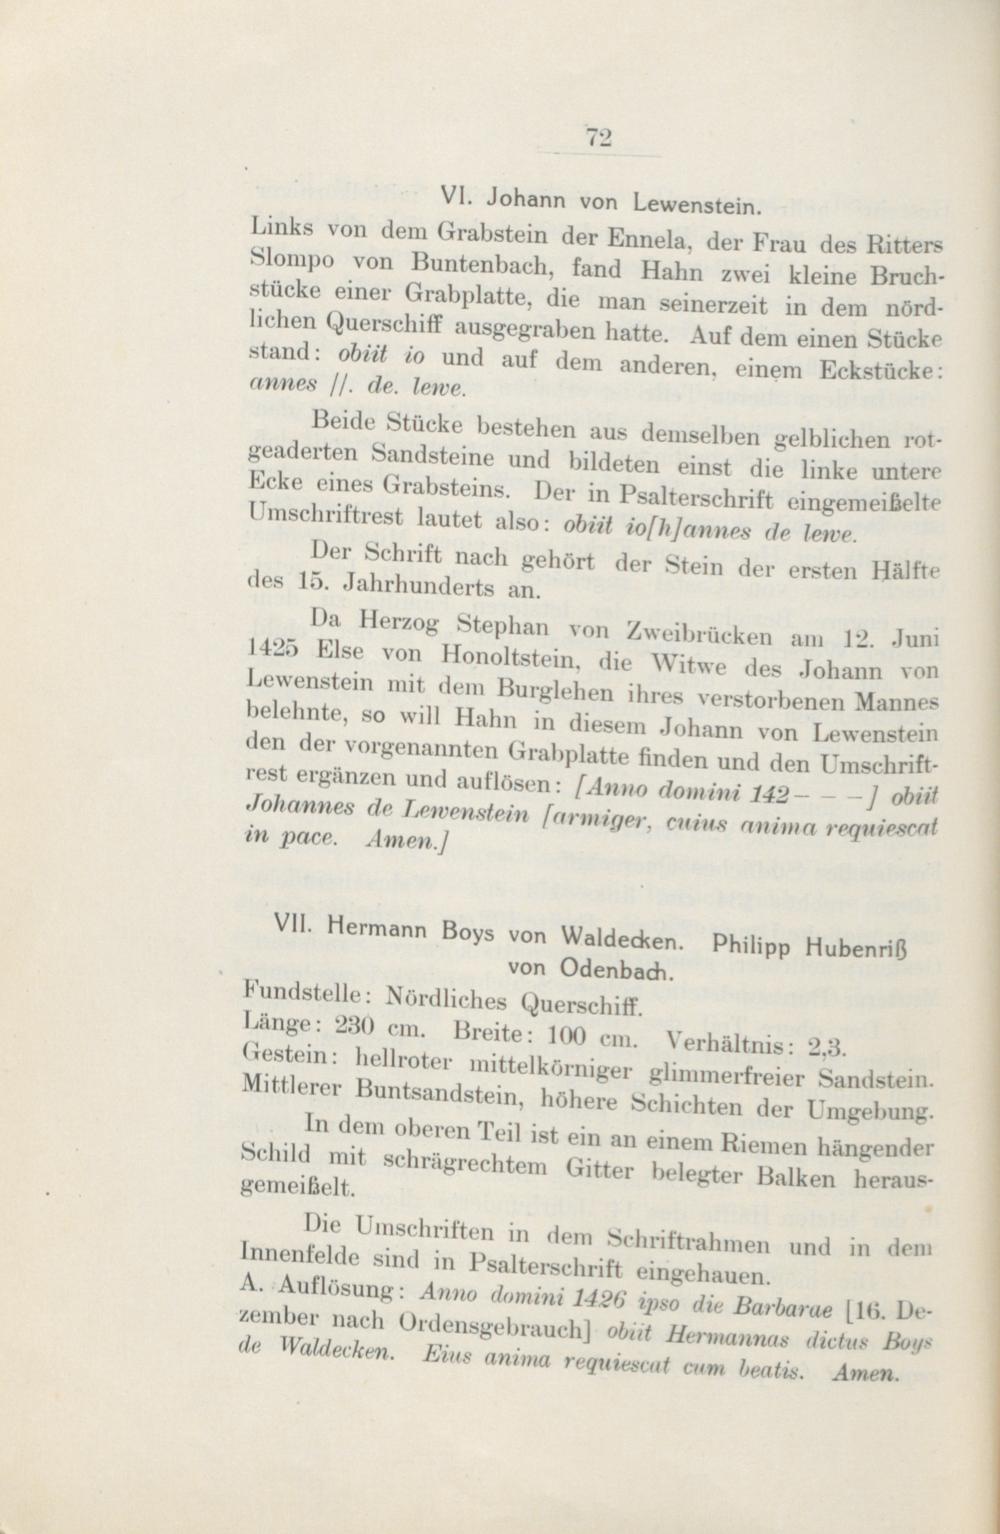 72
VI. Johann von Lewenstein.
Links von dem Grabstein der Ennela, der Frau des Ritters
Slompo von Buntenbach, fand Hahn zwei kleine Bruch-
stücke einer Grabplatte, die man seinerzeit in dem nörd-
lichen Querschiff ausgegraben hatte. Auf dem einen Stücke
stand: obiit io und auf dem anderen, einem Eckstücke:
annes //. de. lewe.
Beide Stücke bestehen aus demselben gelblichen rot-
geaderten Sandsteine und bildeten einst die linke untere
Ecke eines Grabsteins. Der in Psalterschrift eingemeißelte
Umschriftrest lautet also: obiit io[h]annes de lewe.
Der Schrift nach gehört der Stein der ersten Hälfte
des 15. Jahrhunderts an.
Da Herzog Stephan von Zweibrücken am 12. Juni
1425 Else von Honoltstein, die Witwe des Johann von
Lewenstein mit dem Burglehen ihres verstorbenen Mannes
belehnte, so will Hahn in diesem Johann von Lewenstein
den der vorgenannten Grabplatte finden und den Umschrift-
rest ergänzen und auflösen: [Anno domini 142– – –] obiit
Johannes de Lewenstein [armiger, cuius anima requiescat
in pace. Amen.]
VII. Hermann Boys von Waldecken. Philipp Hubenriß
von Odenbach.
Fundstelle: Nördliches Querschiff.
Länge: 230 cm. Breite: 100 cm. Verhältnis: 2,3.
Gestein: hellroter mittelkörniger glimmerfreier Sandstein.
Mittlerer Buntsandstein, höhere Schichten der Umgebung.
In dem oberen Teil ist ein an einem Riemen hängender
Schild mit schrägrechtem Gitter belegter Balken heraus-
gemeißelt.
Die Umschriften in dem Schriftrahmen und in dem
Innenfelde sind in Psalterschrift eingehauen.
A. Auflösung: Anno domini 1426 ipso die Barbarae [16. De-
zember nach Ordensgebrauch] obiit Hermannas dictus Boys
de Waldecken. Eius anima requiescat cum beatis. Amen.